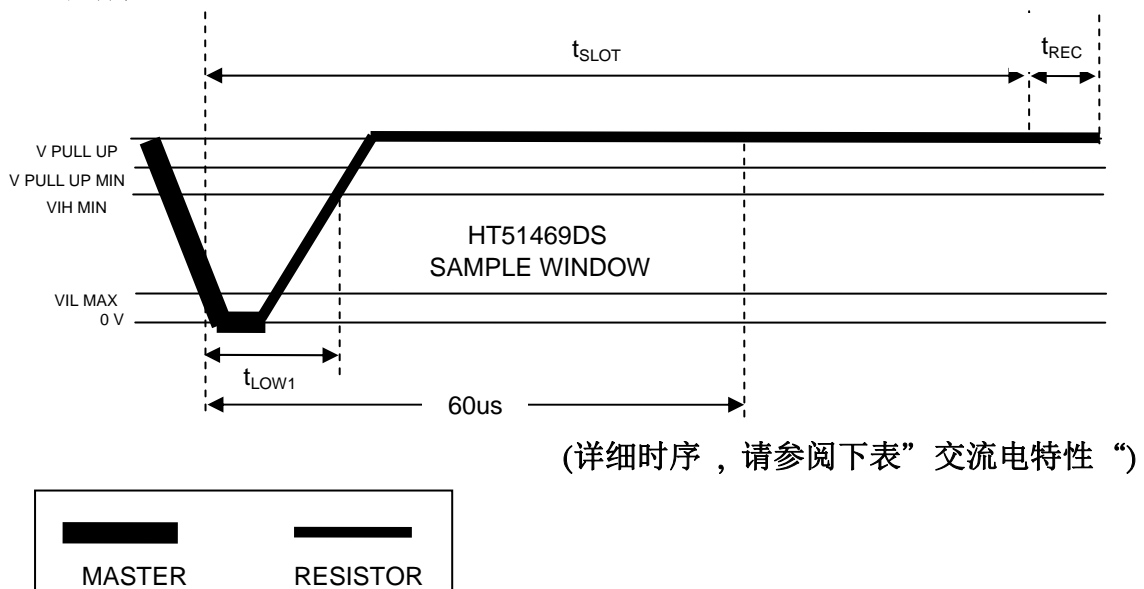 tSLOT
tREC
V PULL UP
V PULL UP MIN
VIH MIN
HT51469DS
SAMPLE WINDOW
VIL MAX
0 V
tLOW1
60us
(详细时序 , 请参阅下表” 交流电特性 “)
MASTER RESISTOR